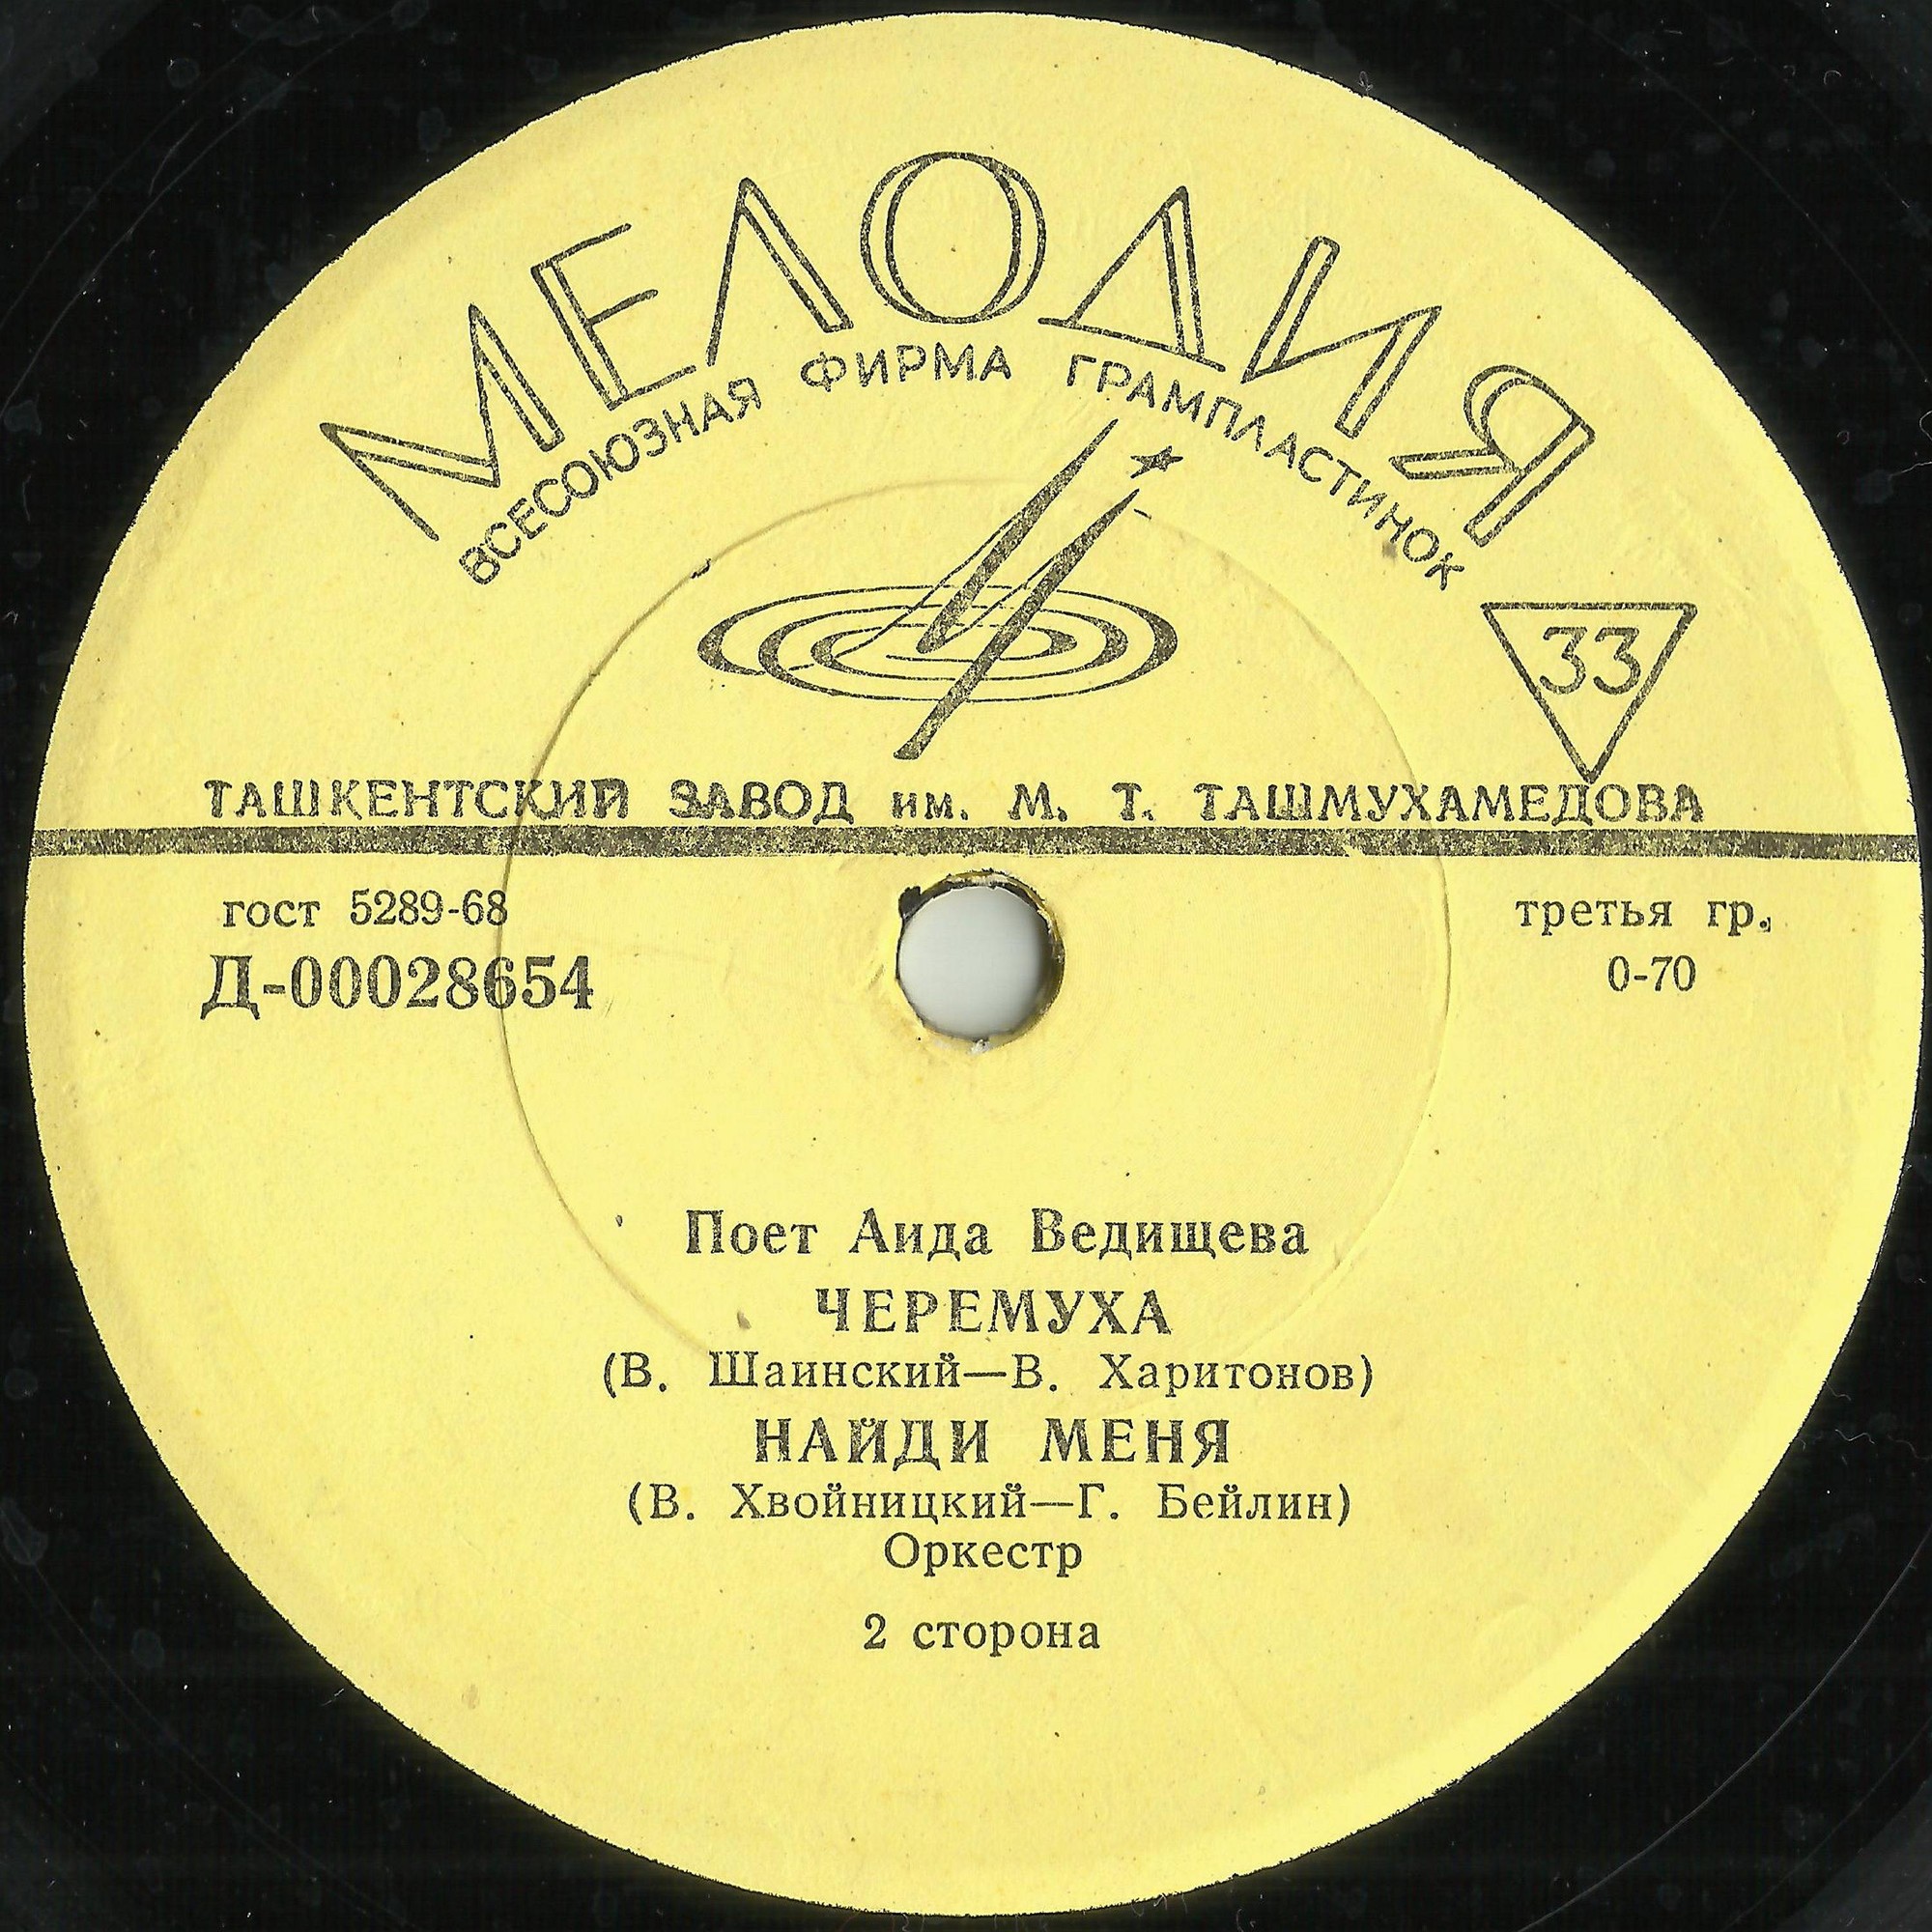 МЕЛОДИЯ
ВСЕСОЮЗНАЯ ФИРМА ГРАМПЛАСТИНОК
33
ТАШКЕНТСКИЙ ЗАВОД им. М. Т. ТАШМУХАМЕДОВА
гост 5289-68
третья гр.
Д-00028654
0-70
Поет Аида Ведищева
ЧЕРЕМУХА
(В. Шаинский—В. Харитонов)
НАЙДИ МЕНЯ
(В. Хвойницкий—Г. Бейлин)
Оркестр
2 сторона